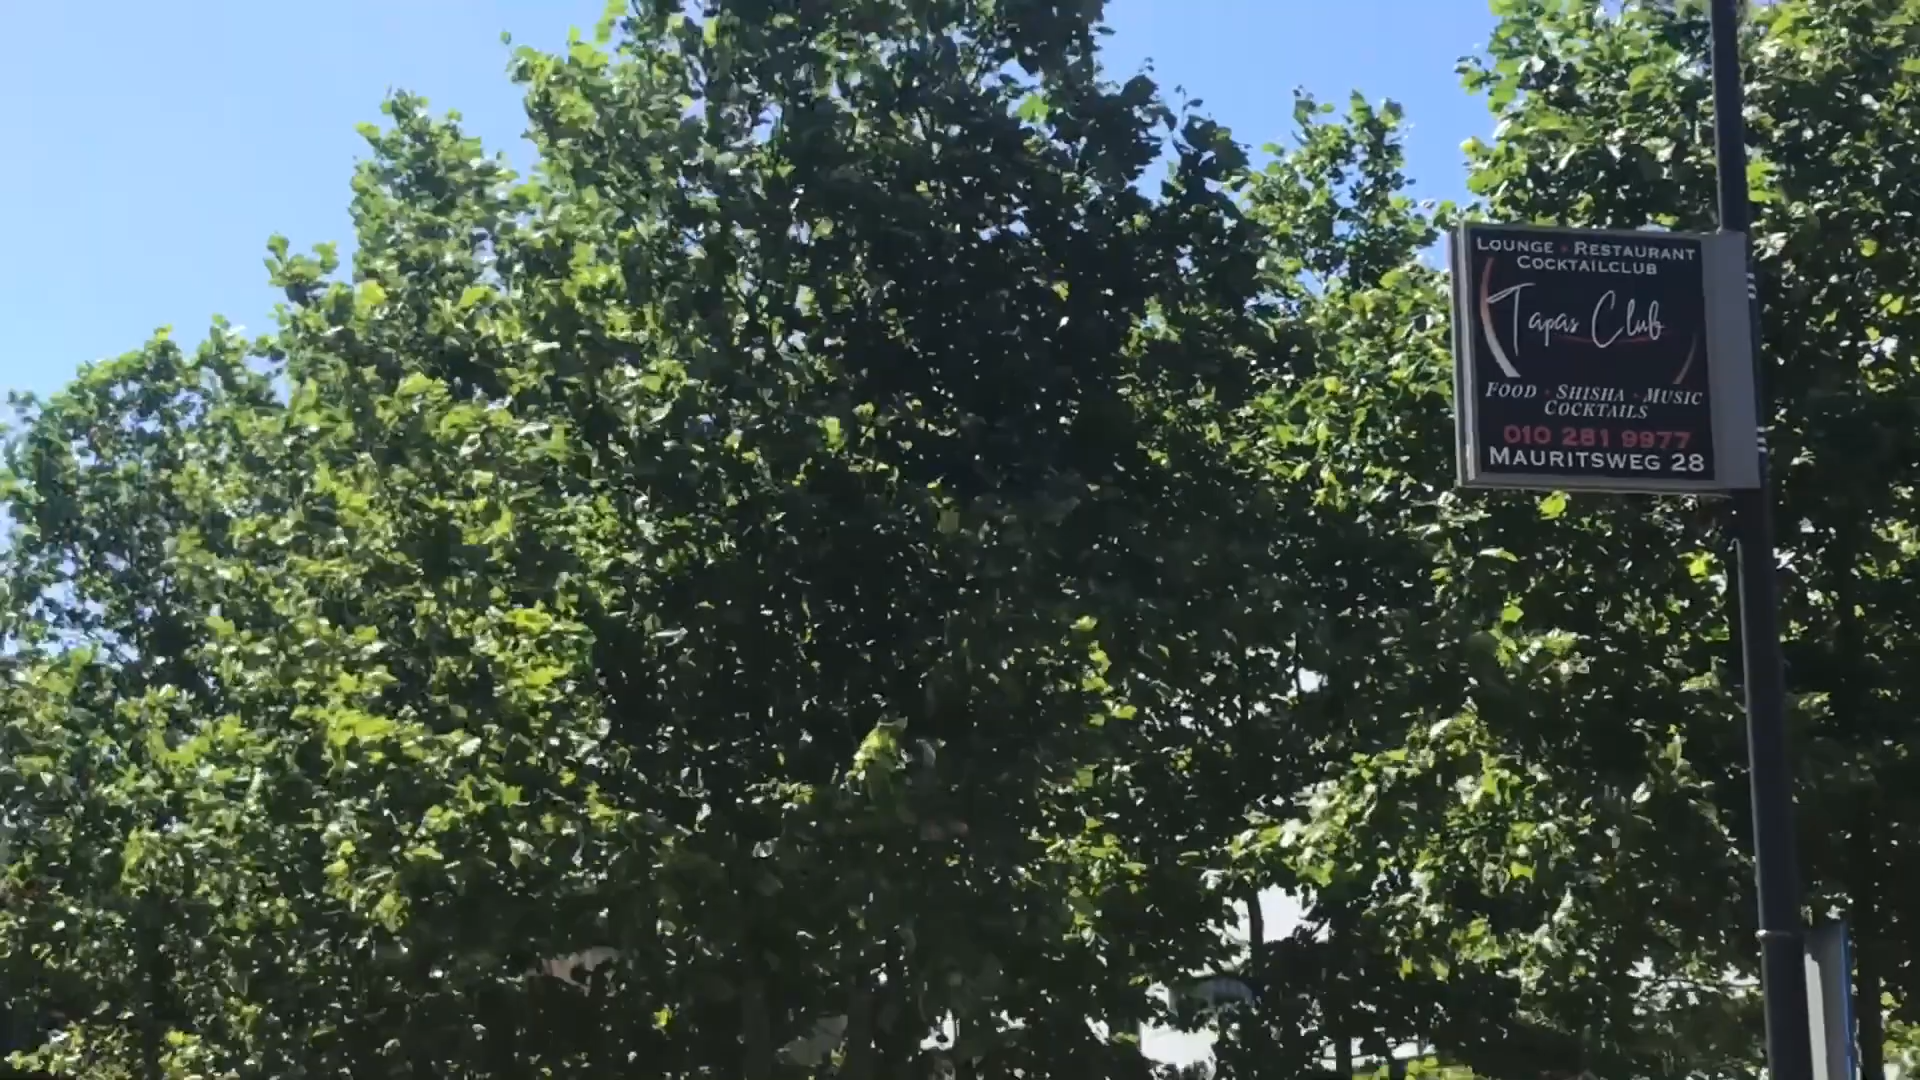 LOUNGE • RESTAURANT
COCKTAILCLUB
Tapas Club
FOOD • SHISHA • MUSIC
COCKTAILS
010 281 9977
MAURITSWEG 28